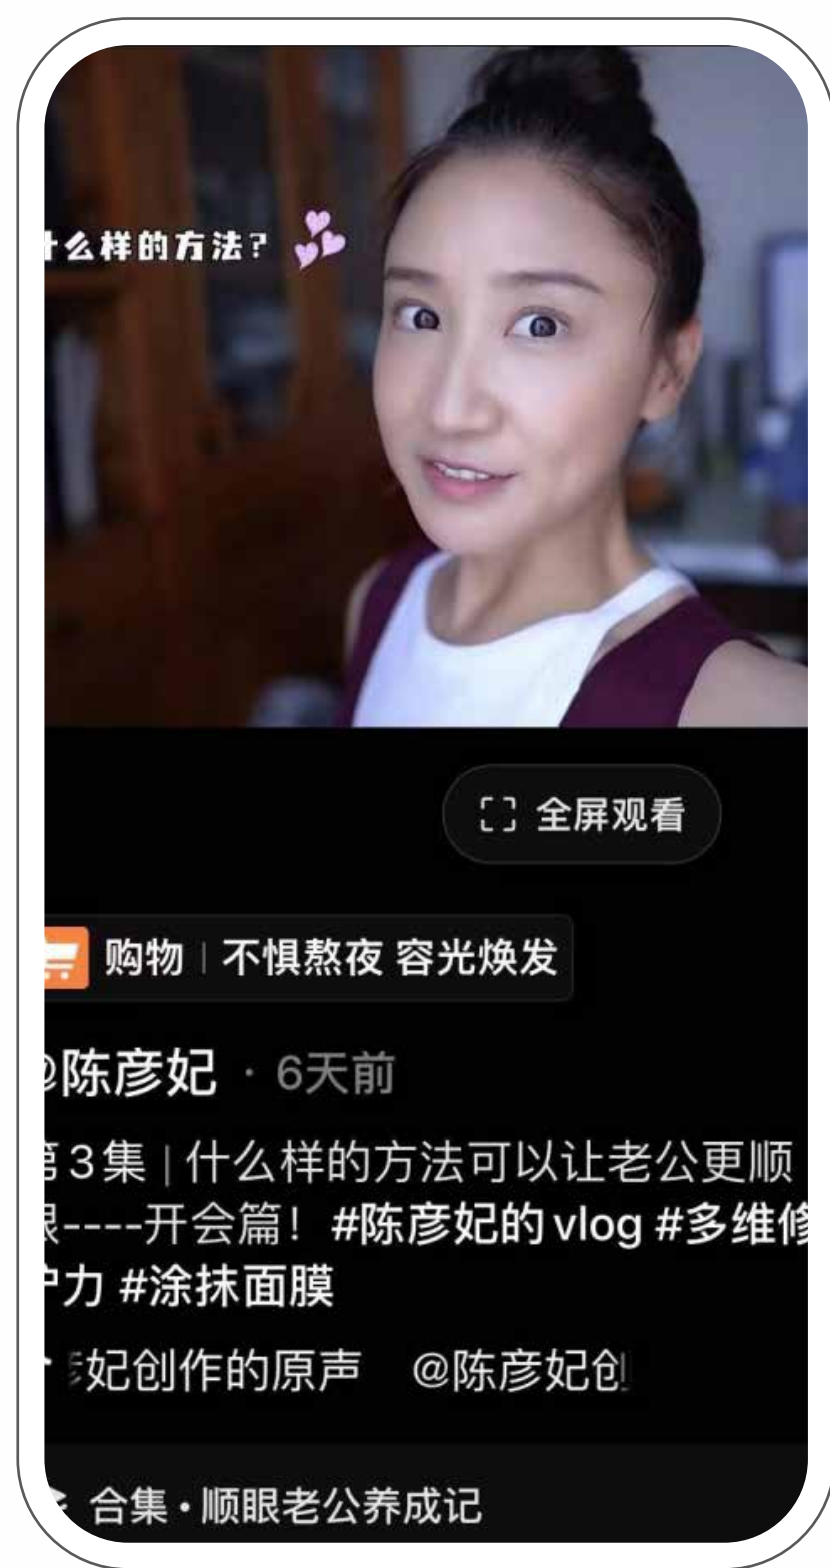 么样的方法?
全屏观看
购物 | 不惧熬夜 容光焕发
@陈彦妃 · 6天前
第3集 | 什么样的方法可以让老公更顺
眼----开会篇! #陈彦妃的vlog #多维修
护力 #涂抹面膜
妃创作的原声 @陈彦妃创
合集 • 顺眼老公养成记